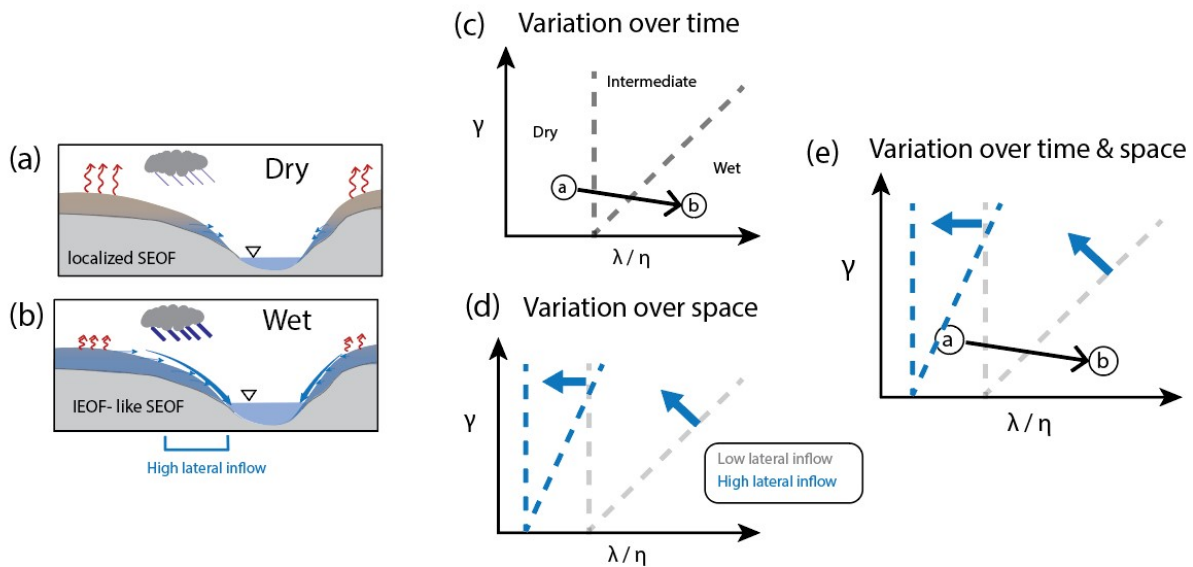 (a)
Dry
localized SEOF
(b)
Wet
IEOF- like SEOF
High lateral inflow
(c) Variation over time
γ
Dry
Intermediate
Wet
a
b
λ / η
(d) Variation over space
γ
λ / η
Low lateral inflow
High lateral inflow
(e) Variation over time & space
γ
a
b
λ / η